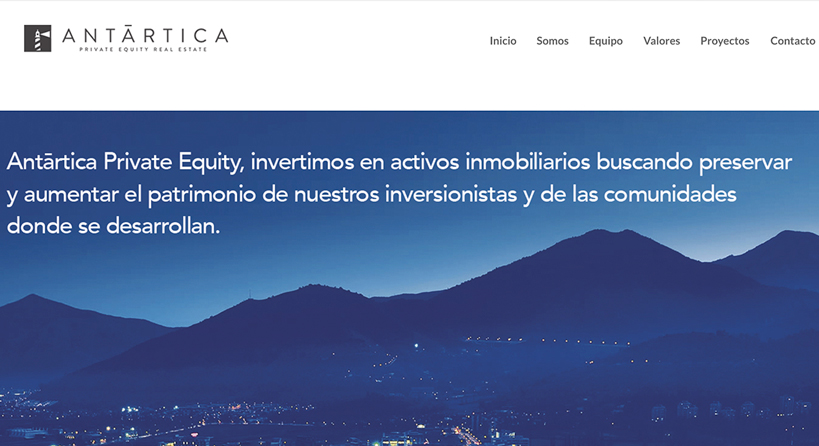 ANTĀRTICA
PRIVATE EQUITY REAL ESTATE
Inicio Somos Equipo Valores Proyectos Contacto
Antārtica Private Equity, invertimos en activos inmobiliarios buscando preservar
y aumentar el patrimonio de nuestros inversionistas y de las comunidades
donde se desarrollan.